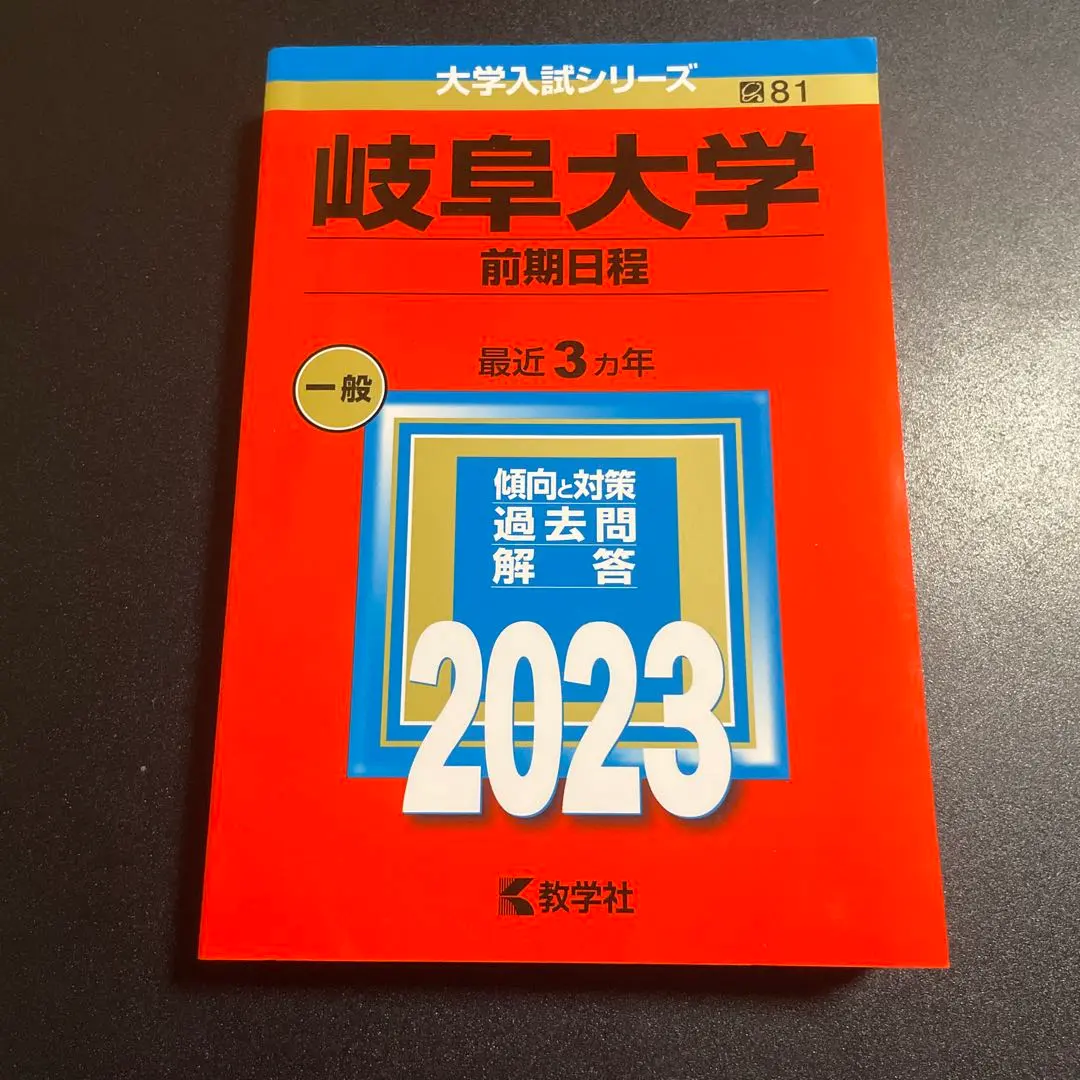 大学入試シリーズ
81
岐阜大学
前期日程
最近3カ年
一般
傾向と対策
過去問
解答
2023
教学社